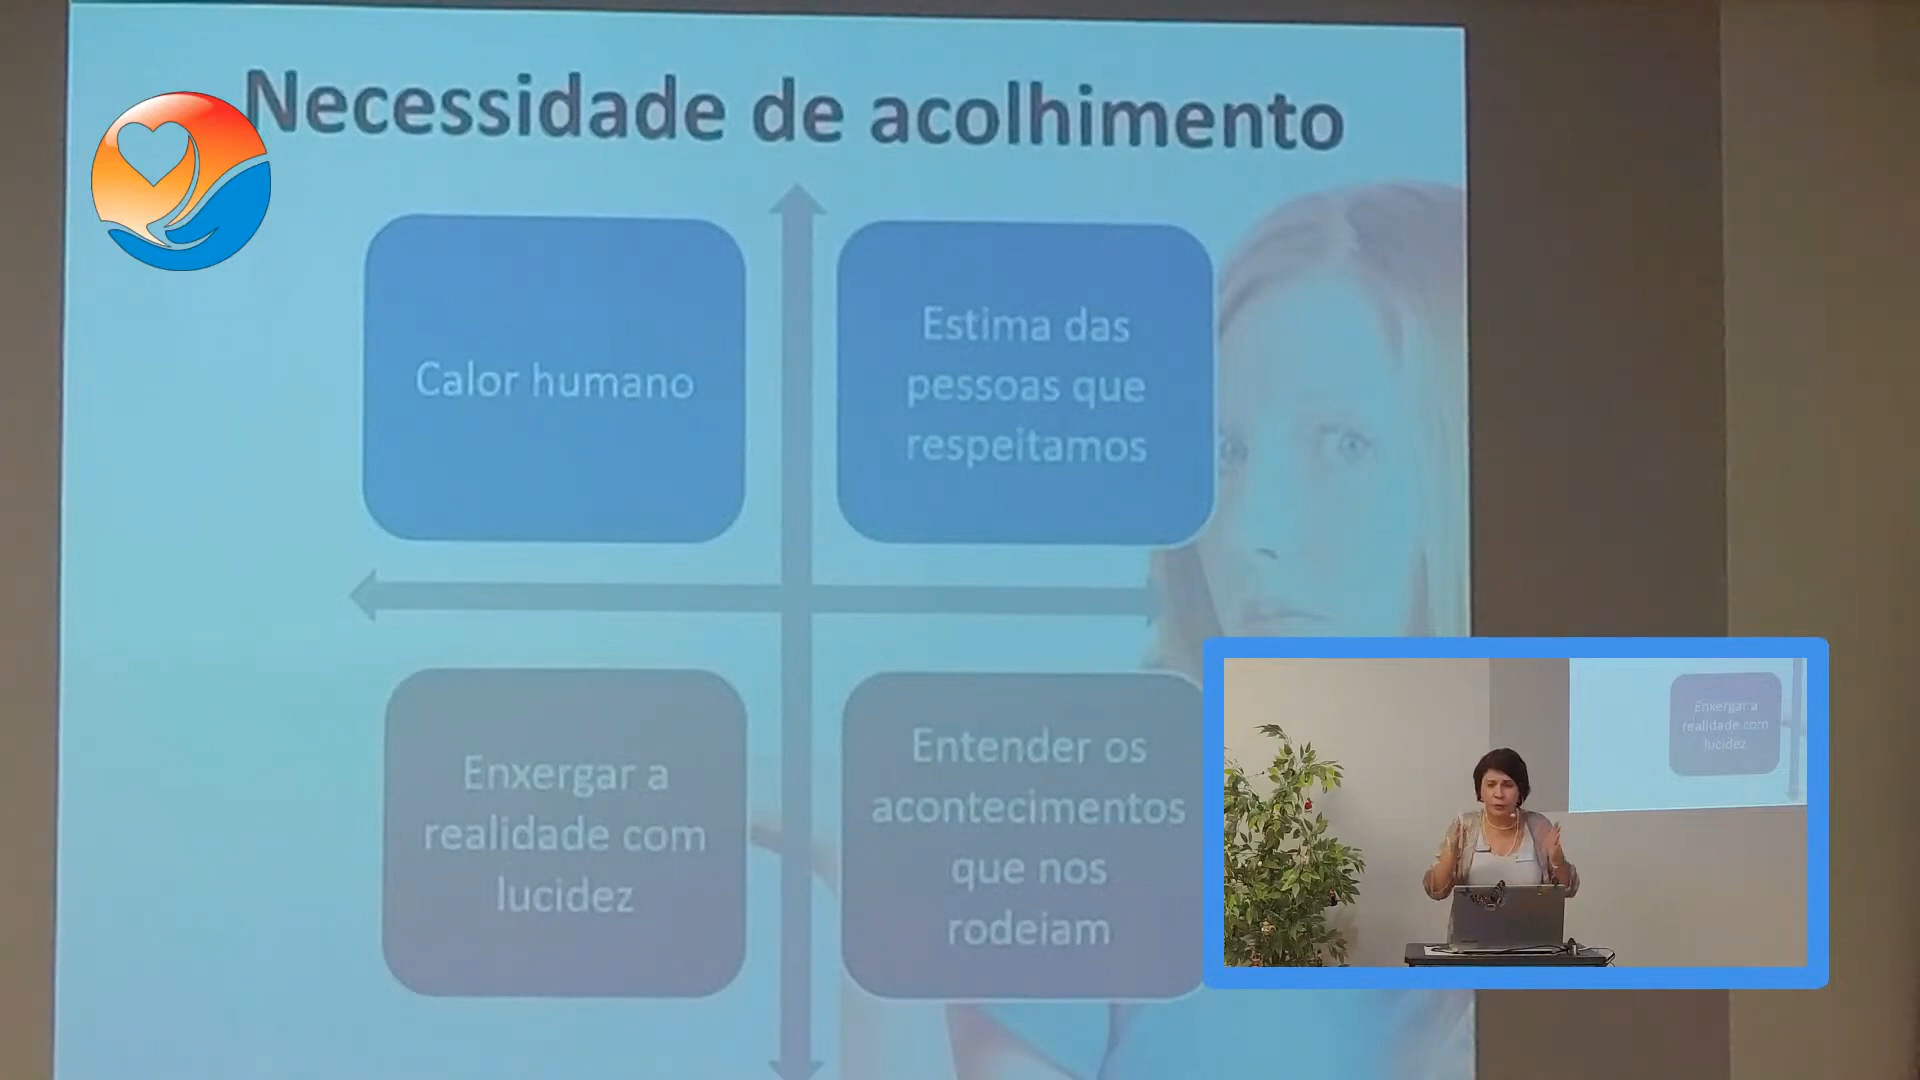 Necessidade de acolhimento
Calor humano
Estima das
pessoas que
respeitamos
Enxergar a
realidade com
lucidez
Entender os
acontecimentos
que nos
rodeiam
Enxergar a
realidade com
lucidez